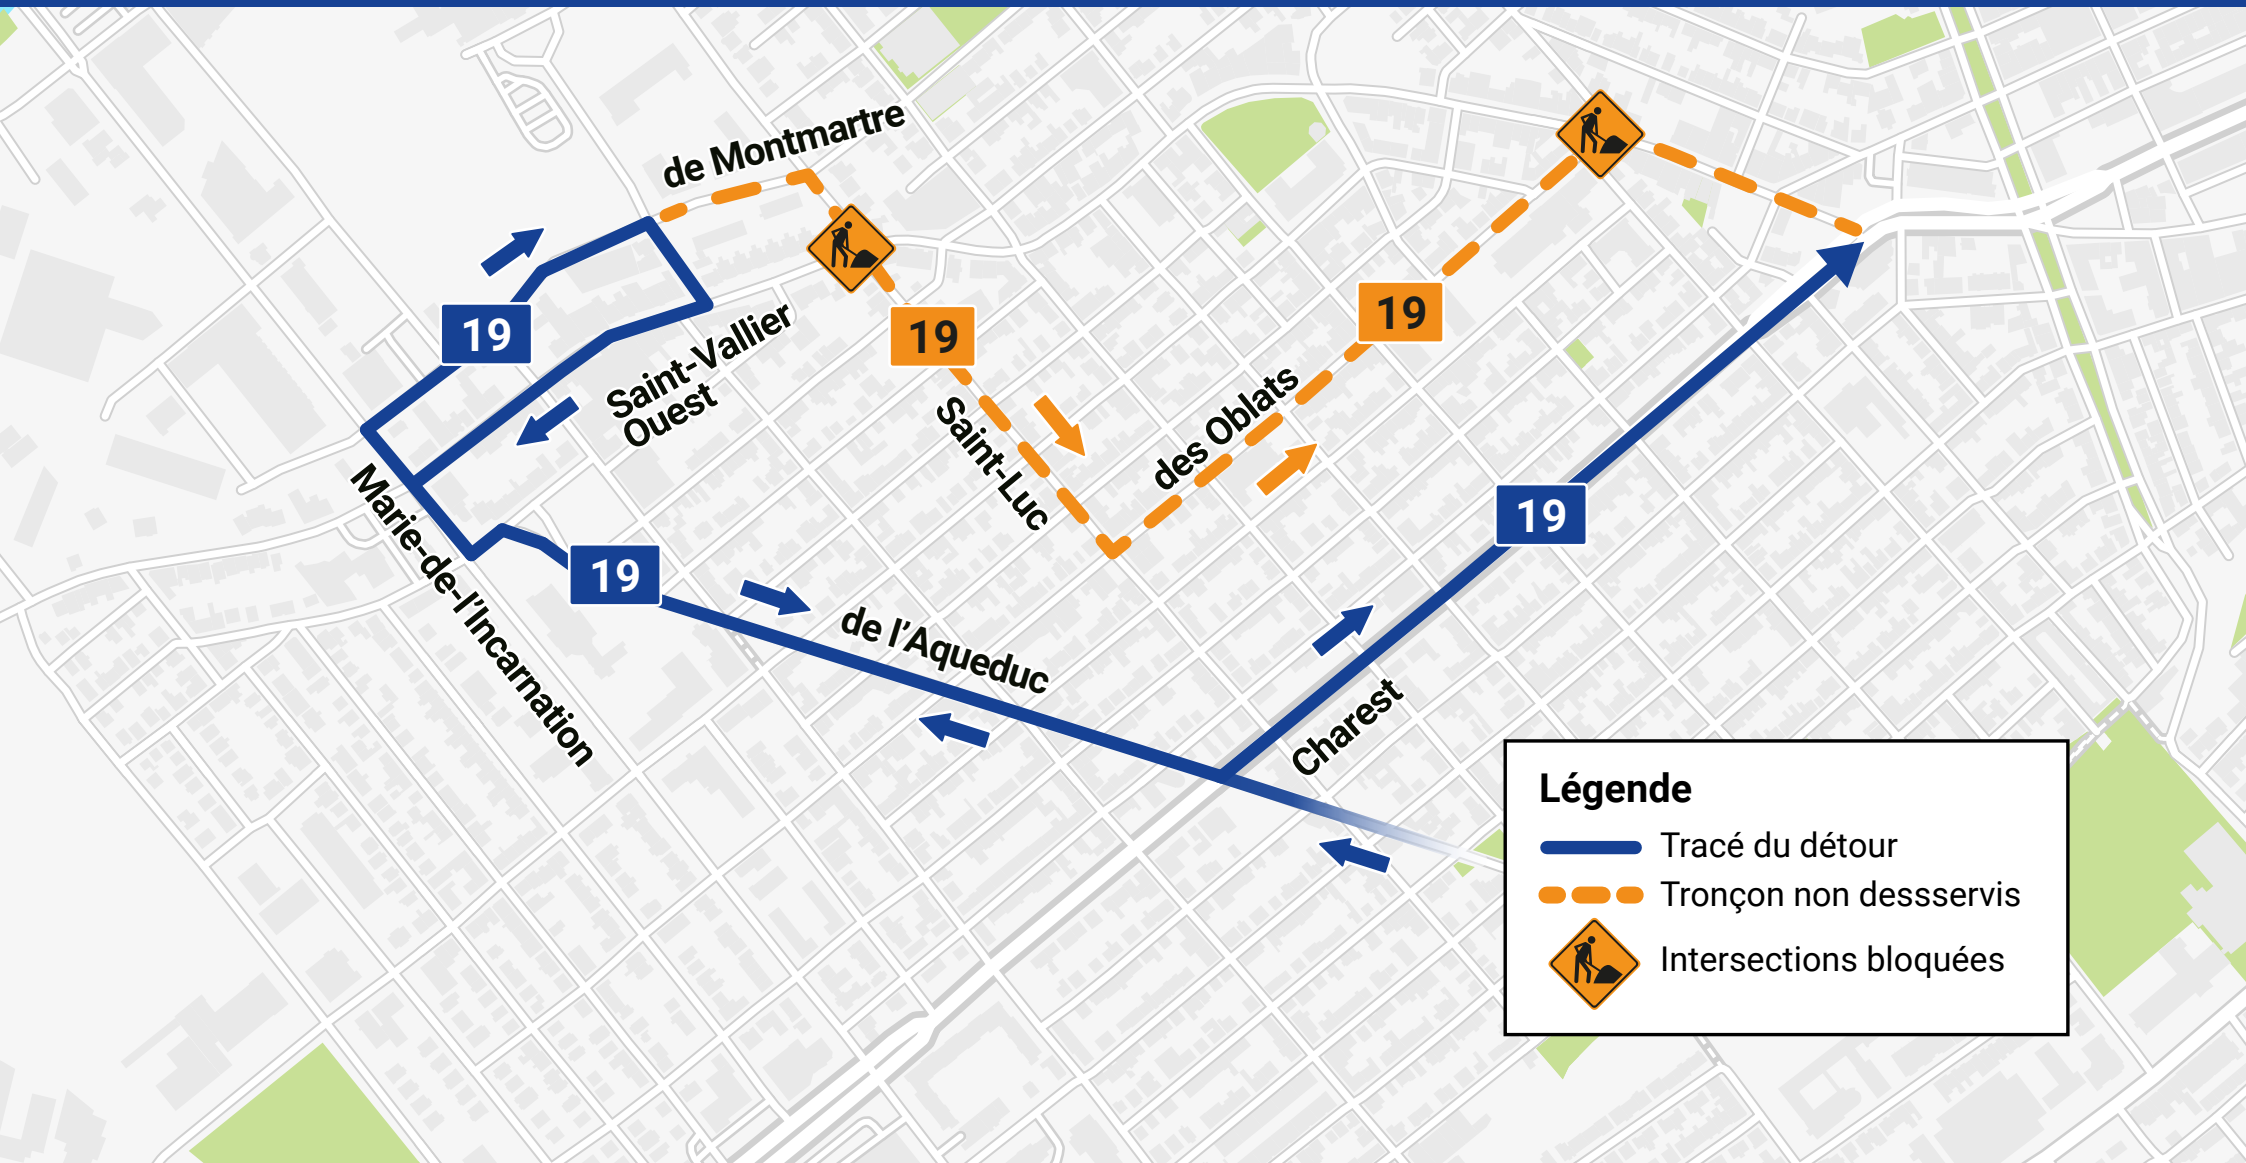 de Montmartre
19
19
19
Saint-Vallier
Ouest
des Oblats
Saint-Luc
19
Marie-de-l'Incarnation
19
de l'Aqueduc
Charest
Légende
Tracé du détour
Tronçon non dessservis
Intersections bloquées